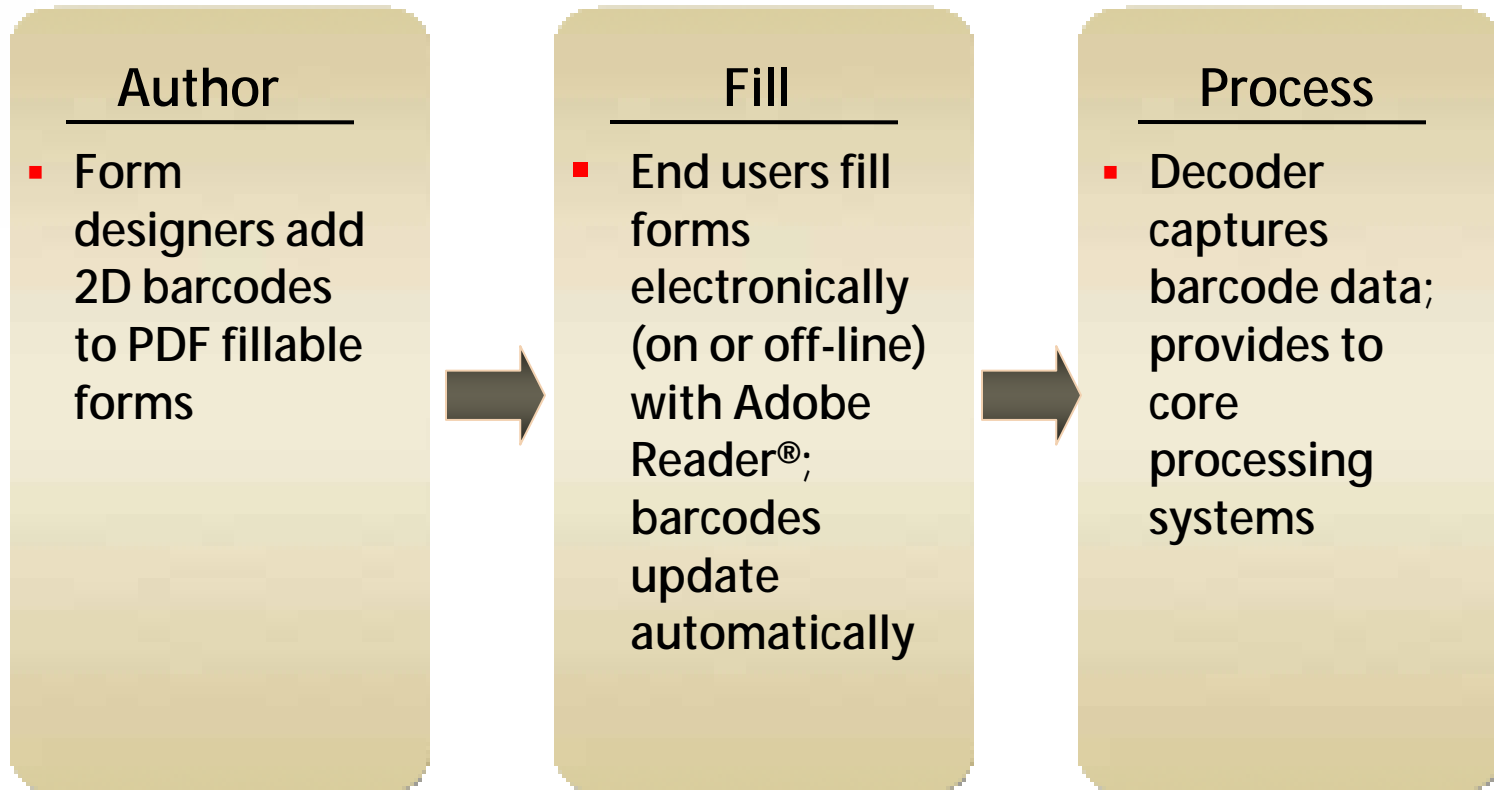 Author
▪ Form
designers add
2D barcodes
to PDF fillable
forms
Fill
▪ End users fill
forms
electronically
(on or off-line)
with Adobe
Reader®;
barcodes
update
automatically
Process
▪ Decoder
captures
barcode data;
provides to
core
processing
systems